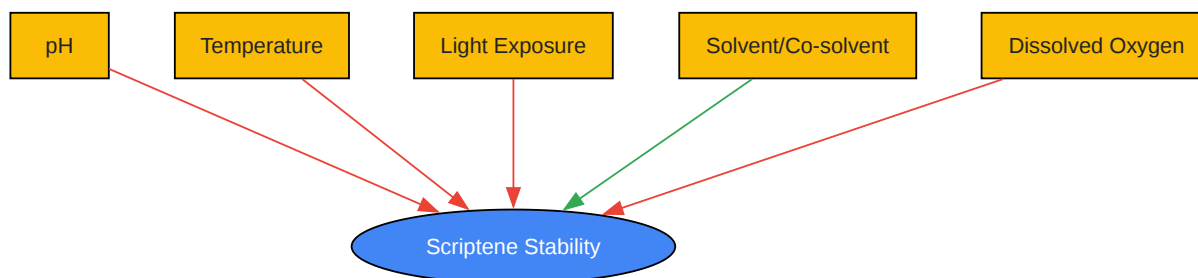 pH
Temperature
Light Exposure
Solvent/Co-solvent
Dissolved Oxygen
Scriptene Stability